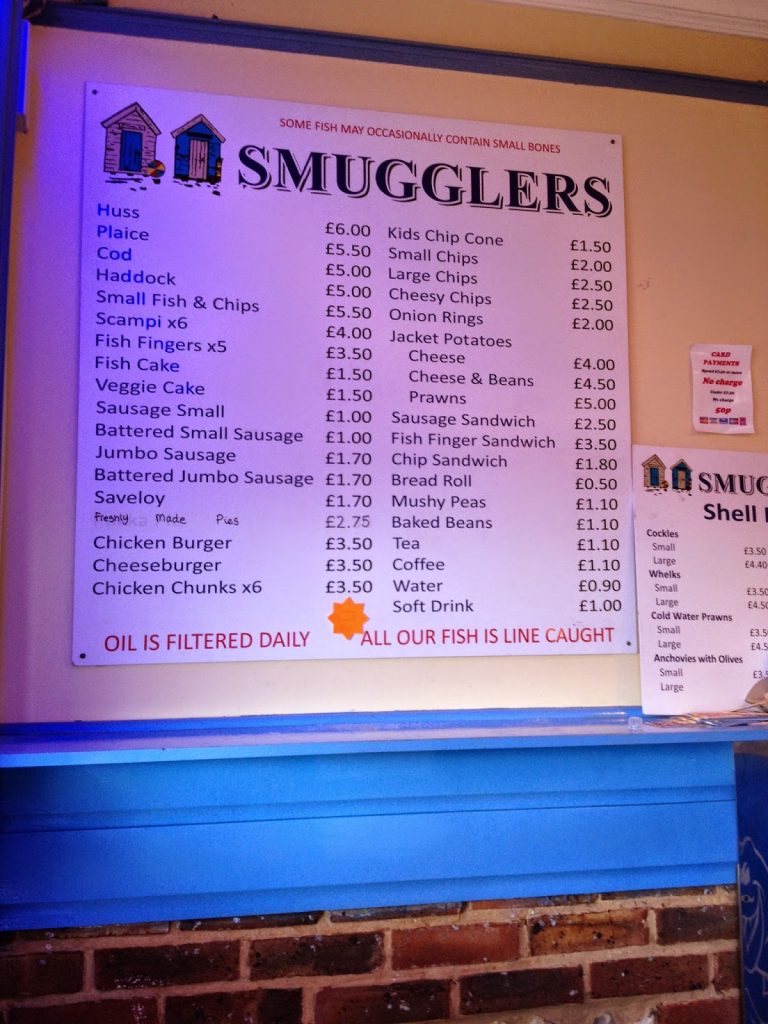 SOME FISH MAY OCCASIONALLY CONTAIN SMALL BONES
SMUGGLERS
Huss £6.00
Plaice £5.50
Cod £5.00
Haddock £5.00
Small Fish & Chips £5.50
Scampi x6 £4.00
Fish Fingers x5 £3.50
Fish Cake £1.50
Veggie Cake £1.50
Sausage Small £1.00
Battered Small Sausage £1.00
Jumbo Sausage £1.70
Battered Jumbo Sausage £1.70
Saveloy £1.70
Freshly Made Pies £2.75
Chicken Burger £3.50
Cheeseburger £3.50
Chicken Chunks x6 £3.50
Kids Chip Cone £1.50
Small Chips £2.00
Large Chips £2.50
Cheesy Chips £2.50
Onion Rings £2.00
Jacket Potatoes
Cheese £4.00
Cheese & Beans £4.50
Prawns £5.00
Sausage Sandwich £2.50
Fish Finger Sandwich £3.50
Chip Sandwich £1.80
Bread Roll £0.50
Mushy Peas £1.10
Baked Beans £1.10
Tea £1.10
Coffee £1.10
Water £0.90
Soft Drink £1.00
OIL IS FILTERED DAILY
ALL OUR FISH IS LINE CAUGHT
CARD
PAYMENTS
No charge
We charge
50p
SMUG
Shell
Cockles
Small £3.50
Large £4.40
Whelks
Small £3.50
Large £4.50
Cold Water Prawns
Small £3.5
Large £4.5
Anchovies with Olives
Small £3.
Large